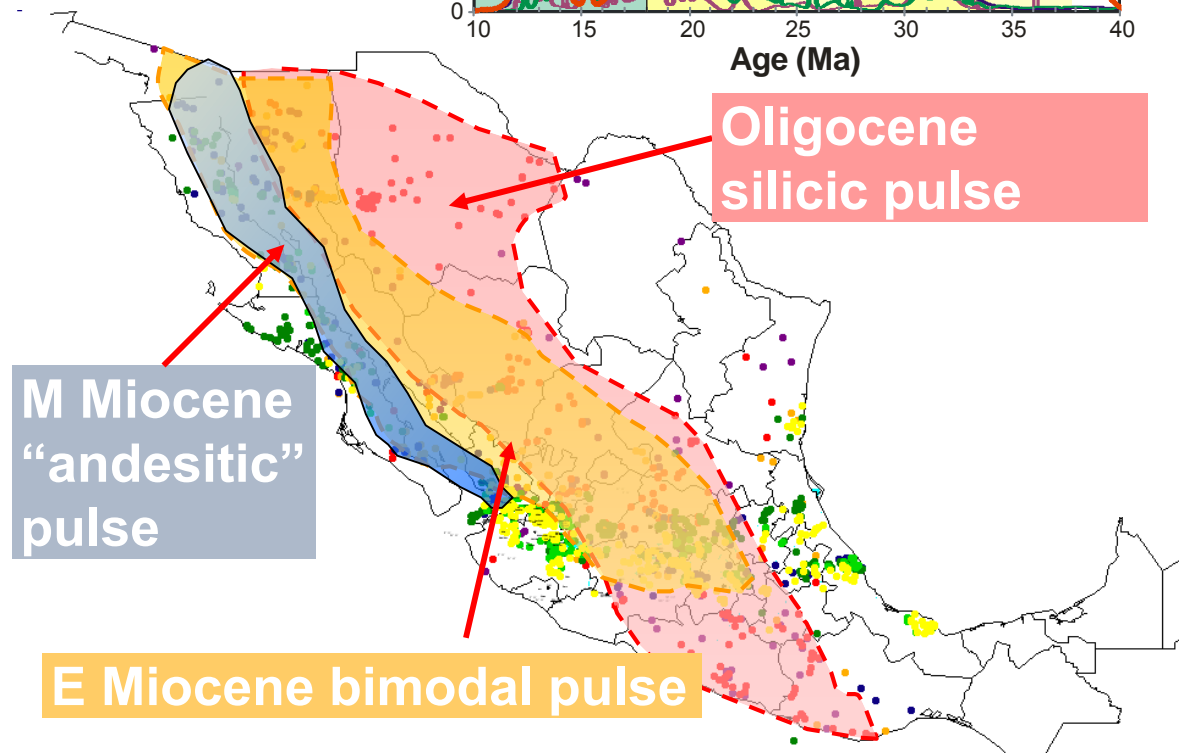 0
10 15 20 25 30 35 40
Age (Ma)
Oligocene
silicic pulse
M Miocene
“andesitic”
pulse
E Miocene bimodal pulse